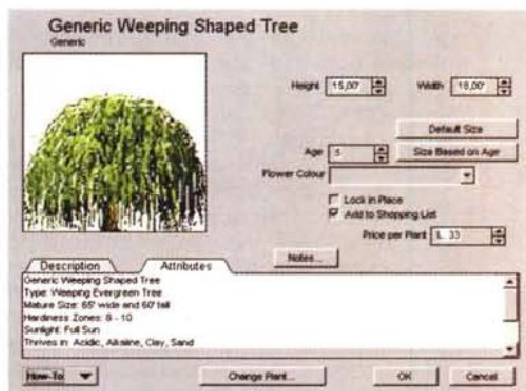 Generic Weeping Shaped Tree
Generic
Height 15,00' Width 18,00'
Default Size
Age 5 Size Based on Age
Flower Colour
Lock in Place
Add to Shopping List
Price per Plant 33
Notes...
Description Attributes
Generic Weeping Shaped Tree
Type: Weeping Evergreen Tree
Mature Size: 65' wide and 60' tall
Hardiness Zones: 8 - 10
Sunlight: Full Sun
Thrives in: Acidic, Alkaline, Clay, Sand
How-To Change Plant... OK Cancel